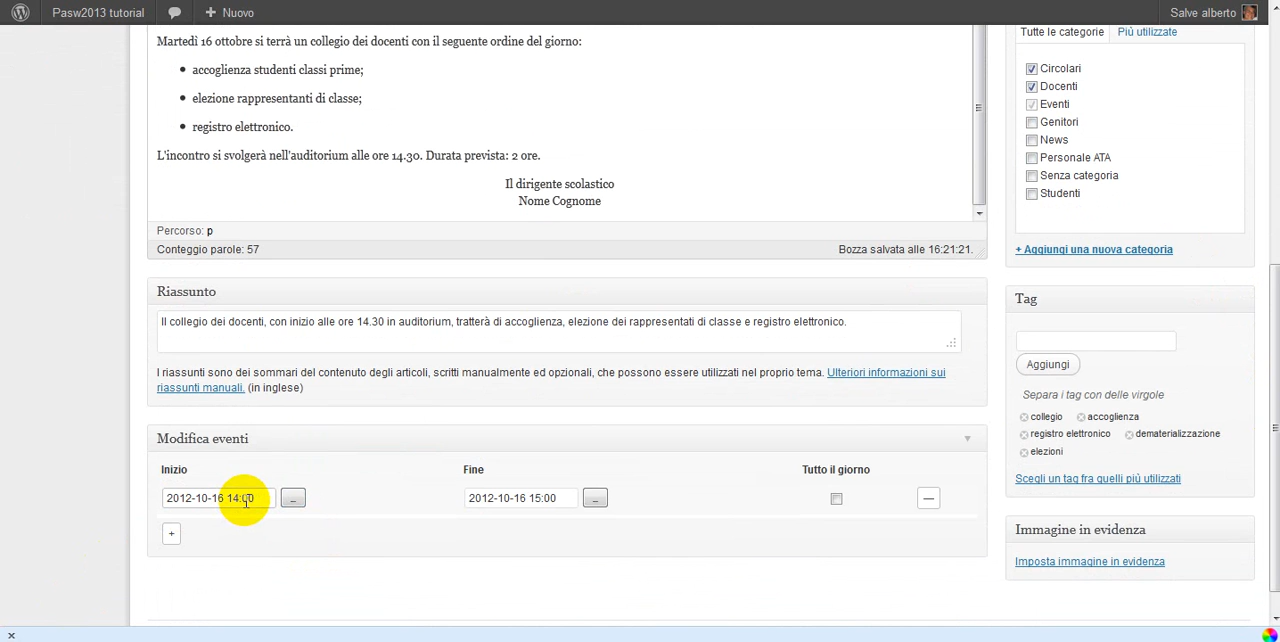 Pasw2013 tutorial
Nuovo
Salve alberto
Martedì 16 ottobre si terrà un collegio dei docenti con il seguente ordine del giorno:
accoglienza studenti classi prime;
elezione rappresentanti di classe;
registro elettronico.
L'incontro si svolgerà nell'auditorium alle ore 14.30. Durata prevista: 2 ore.
Il dirigente scolastico
Nome Cognome
Percorso: p
Conteggio parole: 57
Bozza salvata alle 16:21:21.
Riassunto
Il collegio dei docenti, con inizio alle ore 14.30 in auditorium, tratterà di accoglienza, elezione dei rappresentati di classe e registro elettronico.
I riassunti sono dei sommari del contenuto degli articoli, scritti manualmente ed opzionali, che possono essere utilizzati nel proprio tema. Ulteriori informazioni sui
riassunti manuali. (in inglese)
Modifica eventi
Inizio Fine Tutto il giorno
2012-10-16 14:00 ... 2012-10-16 15:00 ... —
+
Tutte le categorie Più utilizzate
Circolari
Docenti
Eventi
Genitori
News
Personale ATA
Senza categoria
Studenti
+ Aggiungi una nuova categoria
Tag
Aggiungi
Separa i tag con delle virgole
collegio accoglienza
registro elettronico dematerializzazione
elezioni
Scegli un tag fra quelli più utilizzati
Immagine in evidenza
Imposta immagine in evidenza